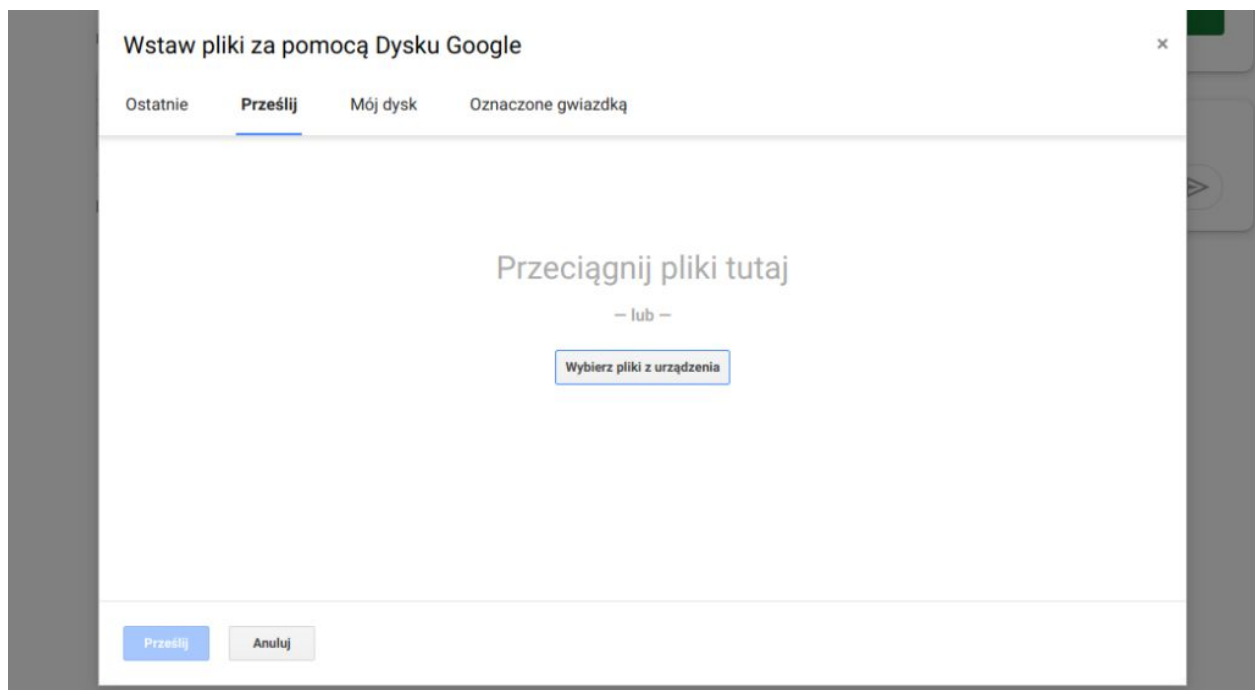 Wstaw pliki za pomocą Dysku Google
×
Ostatnie Prześlij Mój dysk Oznaczone gwiazdką
Przeciągnij pliki tutaj
— lub —
Wybierz pliki z urządzenia
Prześlij Anuluj